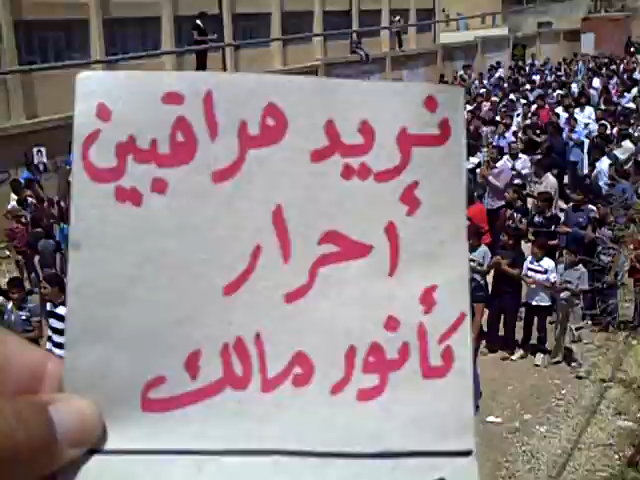 نريد مراقبين
أحرار
كأنور مالك